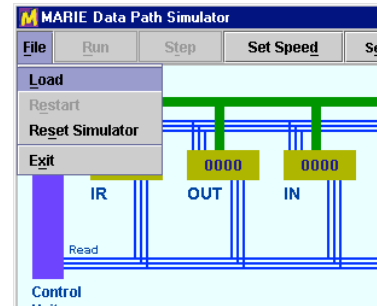 MARIE Data Path Simulator
File Run Step Set Speed
Load
Restart
Reset Simulator
Exit
0000 0000
IR OUT IN
Read
Control